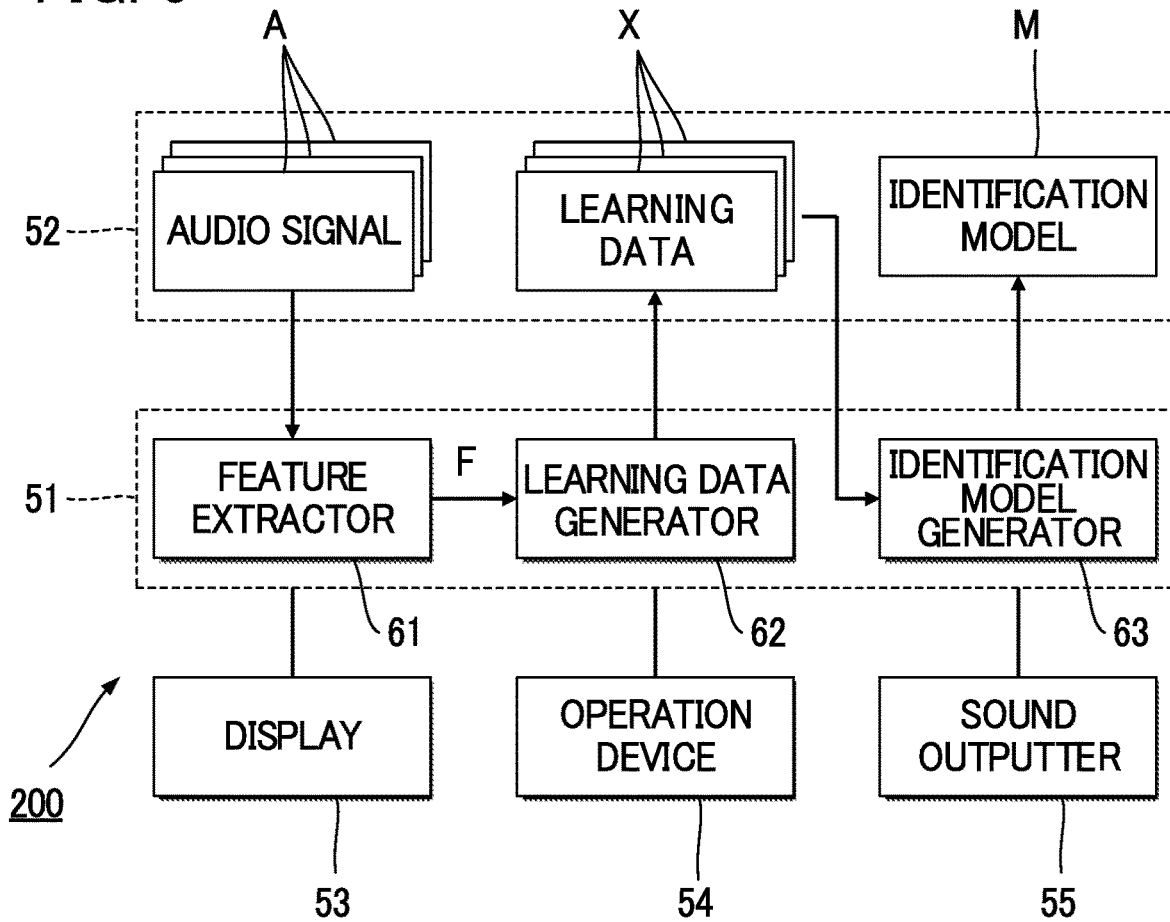 A
X
M
52
AUDIO SIGNAL
LEARNING
DATA
IDENTIFICATION
MODEL
51
FEATURE
EXTRACTOR
F
LEARNING DATA
GENERATOR
IDENTIFICATION
MODEL
GENERATOR
61
62
63
200
DISPLAY
OPERATION
DEVICE
SOUND
OUTPUTTER
53
54
55